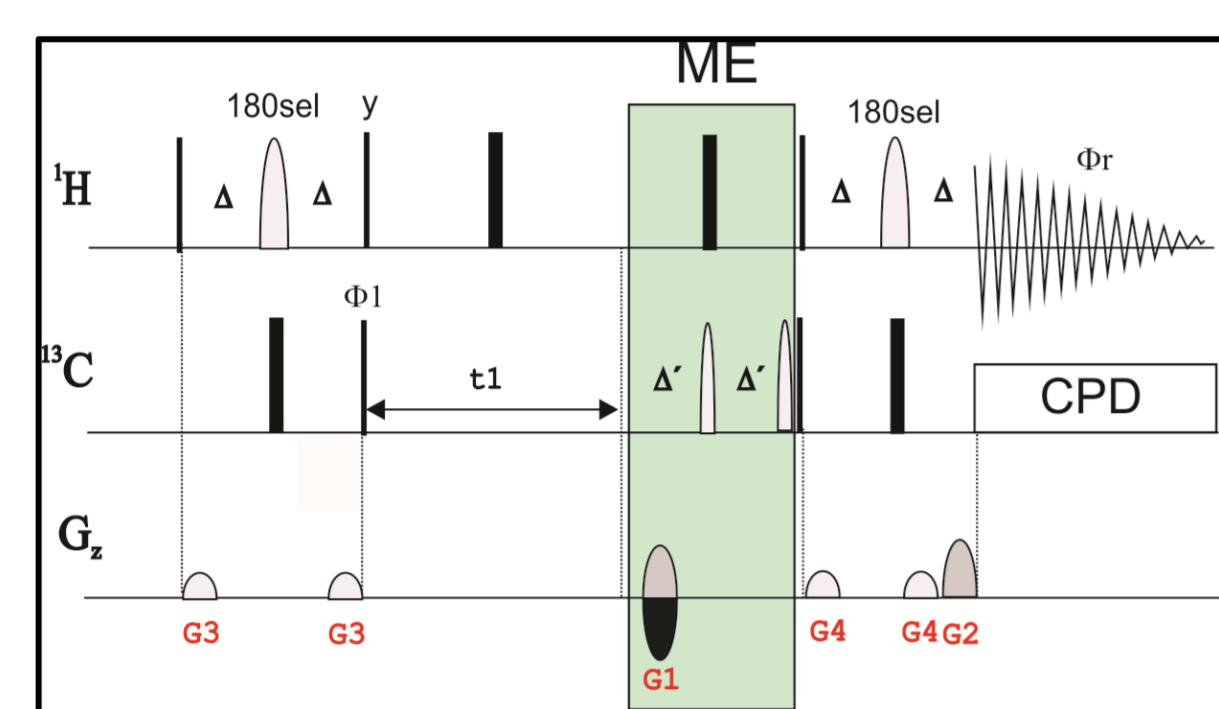 ME
180sel y 180sel
¹H Δ Δ Δ Δ Φr
Φ1
¹³C t1 Δ´ Δ´ CPD
Gz
G3 G3 G4 G4 G2
G1